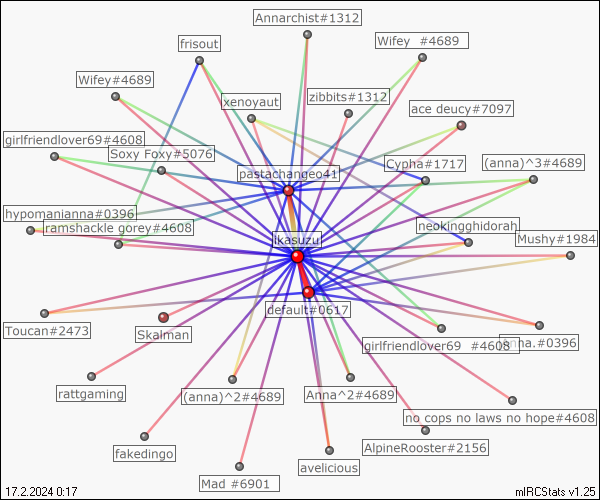 Annarchist#1312
frisout
Wifey #4689
Wifey#4689
xenoyaut
zibbits#1312
ace deucy#7097
girlfriendlover69#4608
Soxy Foxy#5076
Cypha#1717
(anna)^3#4689
pastachangeo41
hypomanianna#0396
ramshackle gorey#4608
neokingghidorah
Mushy#1984
ikasuzu
default#0617
Toucan#2473
Skalman
girlfriendlover69 #4608
anna.#0396
rattgaming
(anna)^2#4689
Anna^2#4689
no cops no laws no hope#4608
fakedingo
AlpineRooster#2156
avelicious
Mad #6901
17.2.2024 0:17
mIRCStats v1.25